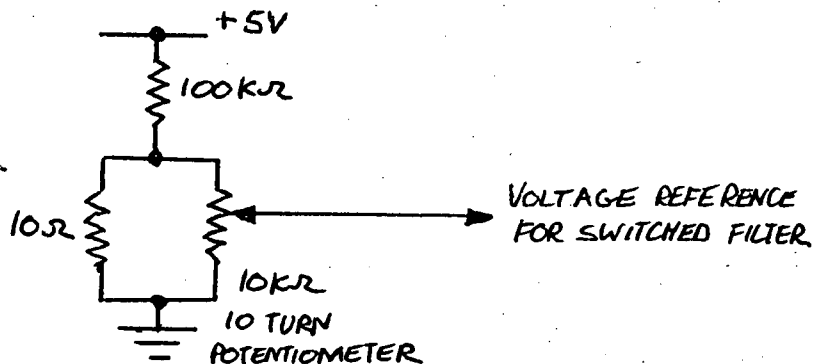 +5V
100KΩ
10Ω
VOLTAGE REFERENCE
FOR SWITCHED FILTER
10KΩ
10 TURN
POTENTIOMETER